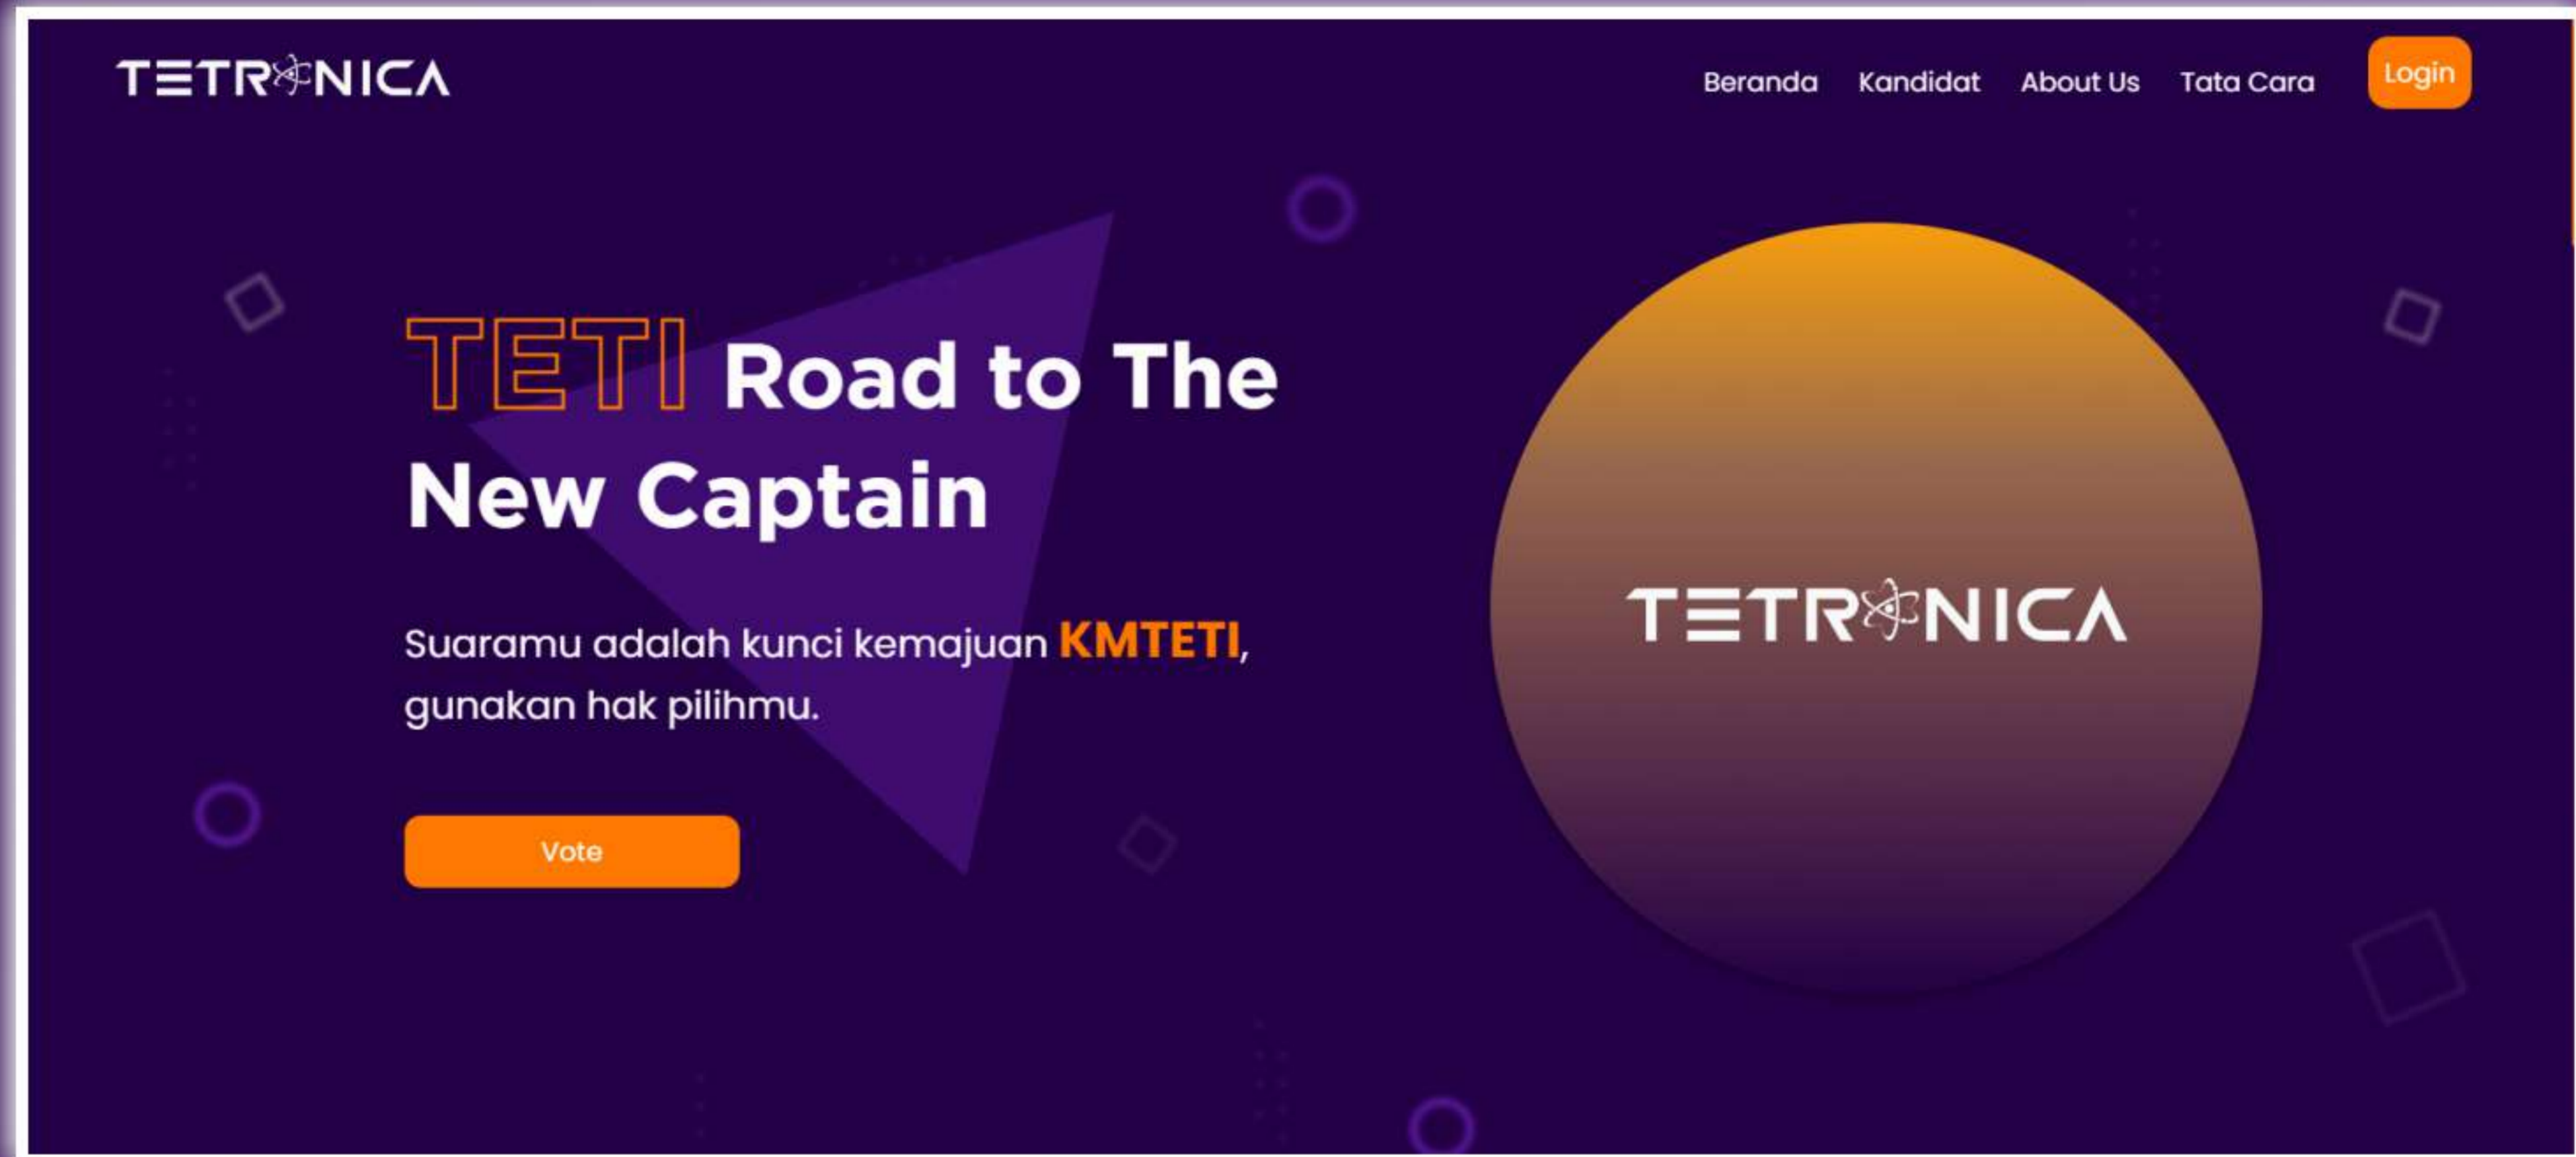 TETRONICA
Beranda Kandidat About Us Tata Cara Login
TETI Road to The
New Captain
Suaramu adalah kunci kemajuan KMTETI,
gunakan hak pilihmu.
Vote
TETRONICA